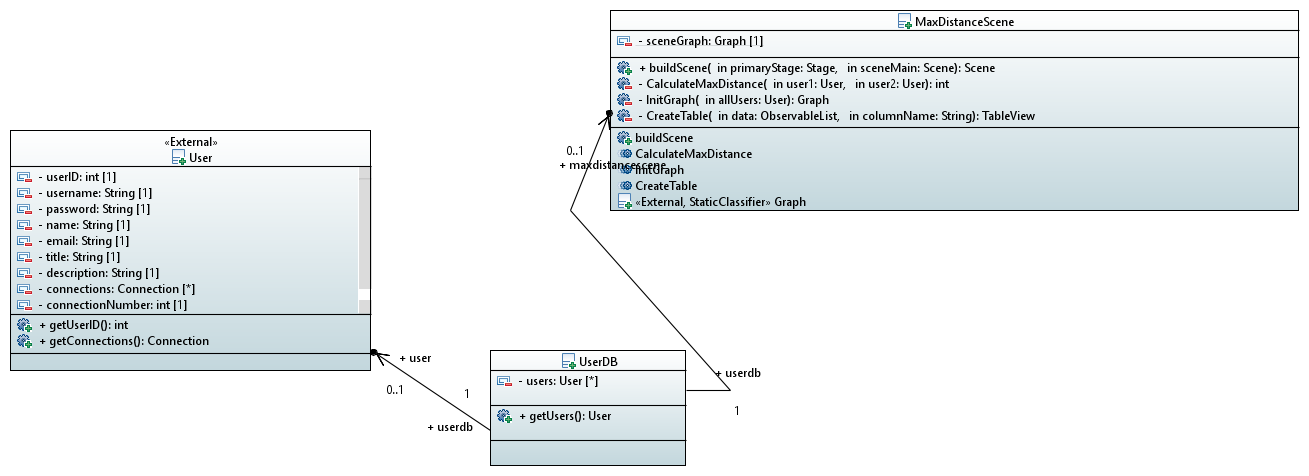 MaxDistanceScene
- sceneGraph: Graph [1]
+ buildScene( in primaryStage: Stage, in sceneMain: Scene): Scene
- CalculateMaxDistance( in user1: User, in user2: User): int
- InitGraph( in allUsers: User): Graph
- CreateTable( in data: ObservableList, in columnName: String): TableView
buildScene
CalculateMaxDistance
InitGraph
CreateTable
«External, StaticClassifier» Graph
0..1
+ maxdistancescene
«External»
User
- userID: int [1]
- username: String [1]
- password: String [1]
- name: String [1]
- email: String [1]
- title: String [1]
- description: String [1]
- connections: Connection [*]
- connectionNumber: int [1]
+ getUserID(): int
+ getConnections(): Connection
+ user
0..1
1
+ userdb
UserDB
- users: User [*]
+ getUsers(): User
+ userdb
1